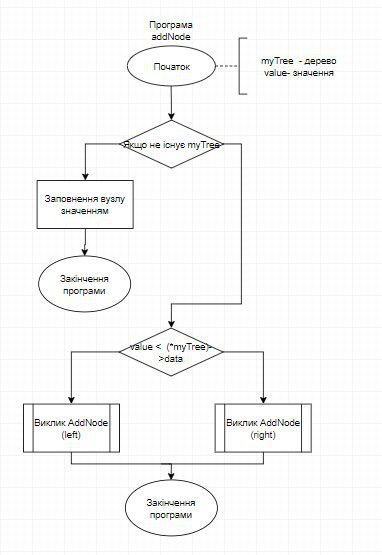 Програма
addNode
Початок
myTree - дерево
value- значення
Якщо не існує myTree
Заповнення вузлу
значенням
Закінчення
програми
value < (*myTree)-
>data
Виклик AddNode
(left)
Виклик AddNode
(right)
Закінчення
програми